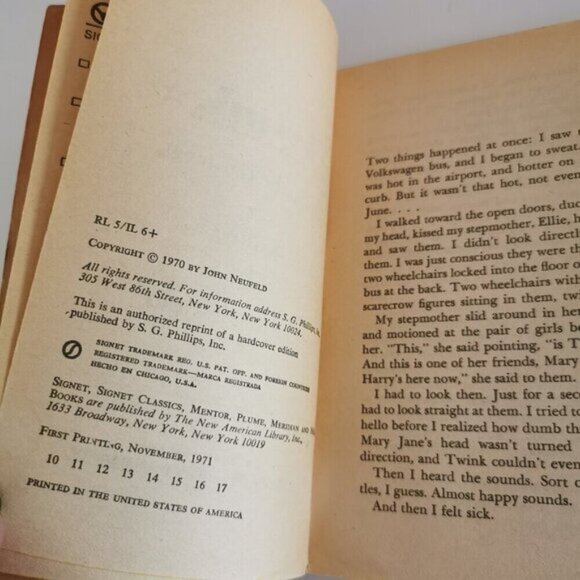 SIG
RL 5/IL 6+
COPYRIGHT © 1970 BY JOHN NEUFELD
All rights reserved. For information address S. G. Phillips, Inc.
305 West 86th Street, New York, New York 10024.
This is an authorized reprint of a hardcover edition
published by S. G. Phillips, Inc.
SIGNET TRADEMARK REG. U.S. PAT. OFF. AND FOREIGN COUNTRIES
REGISTERED TRADEMARK—MARCA REGISTRADA
HECHO EN CHICAGO, U.S.A.
SIGNET, SIGNET CLASSICS, MENTOR, PLUME, MERIDIAN AND
BOOKS are published by The New American Library, Inc.,
1633 Broadway, New York, New York 10019
FIRST PRINTING, NOVEMBER, 1971
10 11 12 13 14 15 16 17
PRINTED IN THE UNITED STATES OF AMERICA
Two things happened at once: I saw
Volkswagen bus, and I began to sweat.
was hot in the airport, and hotter on
curb. But it wasn't that hot, not even
June. . . .
I walked toward the open doors, duc
my head, kissed my stepmother, Ellie, h
and saw them. I didn't look directl
them. I was just conscious they were th
two wheelchairs locked into the floor o
bus at the back. Two wheelchairs with
scarecrow figures sitting in them, tw
My stepmother slid around in her
and motioned at the pair of girls be
her. "This," she said pointing, "is T
And this is one of her friends, Mary
Harry's here now," she said to them.
I had to look then. Just for a sec
had to look straight at them. I tried to
hello before I realized how dumb th
Mary Jane's head wasn't turned
direction, and Twink couldn't even
Then I heard the sounds. Sort
tles, I guess. Almost happy sounds.
And then I felt sick.